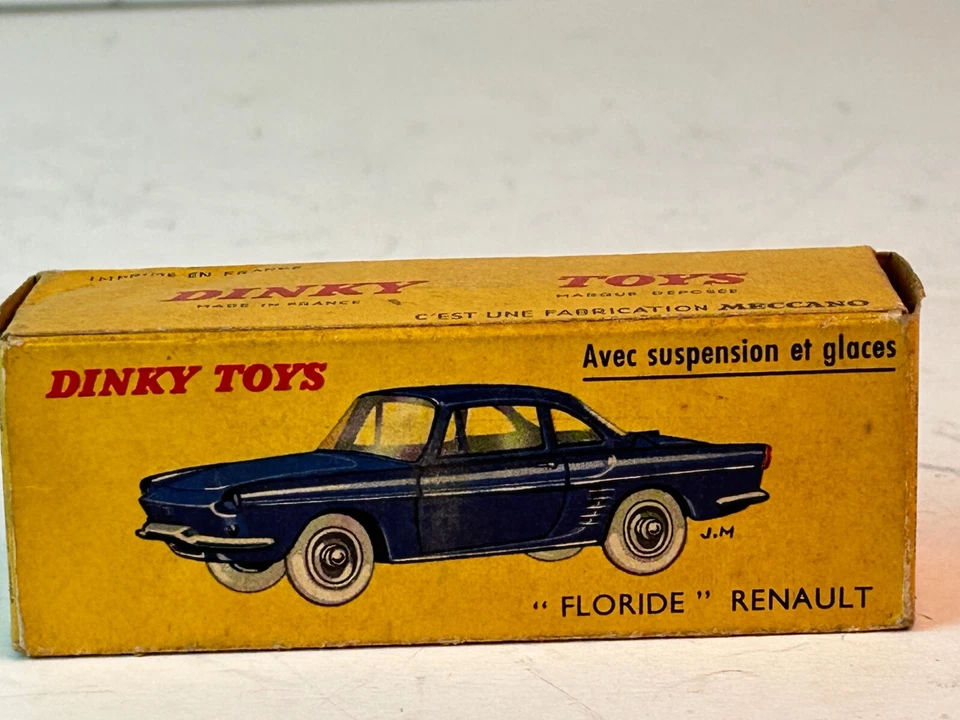 IMPRIMÉ EN FRANCE
DINKY TOYS
MADE IN FRANCE
MARQUE DÉPOSÉE
C'EST UNE FABRICATION MECCANO
DINKY TOYS
Avec suspension et glaces
J.M
" FLORIDE " RENAULT